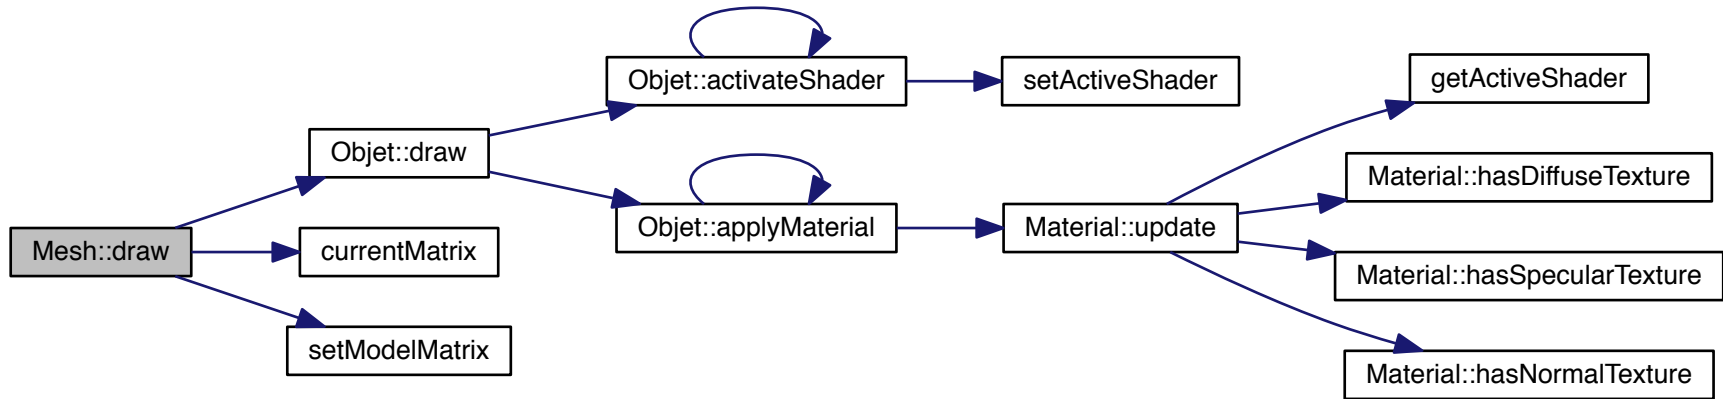 Mesh::draw
Objet::draw
currentMatrix
setModelMatrix
Objet::activateShader
Objet::applyMaterial
setActiveShader
Material::update
getActiveShader
Material::hasDiffuseTexture
Material::hasSpecularTexture
Material::hasNormalTexture